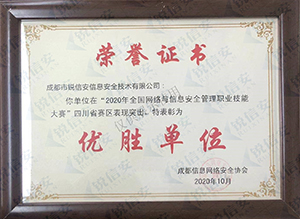 荣誉证书
成都市锐信安信息安全技术有限公司：
你单位在“2020年全国网络与信息安全管理职业技能
大赛”四川省赛区表现突出，特表彰为
优胜单位
成都信息网络安全协会
2020年10月